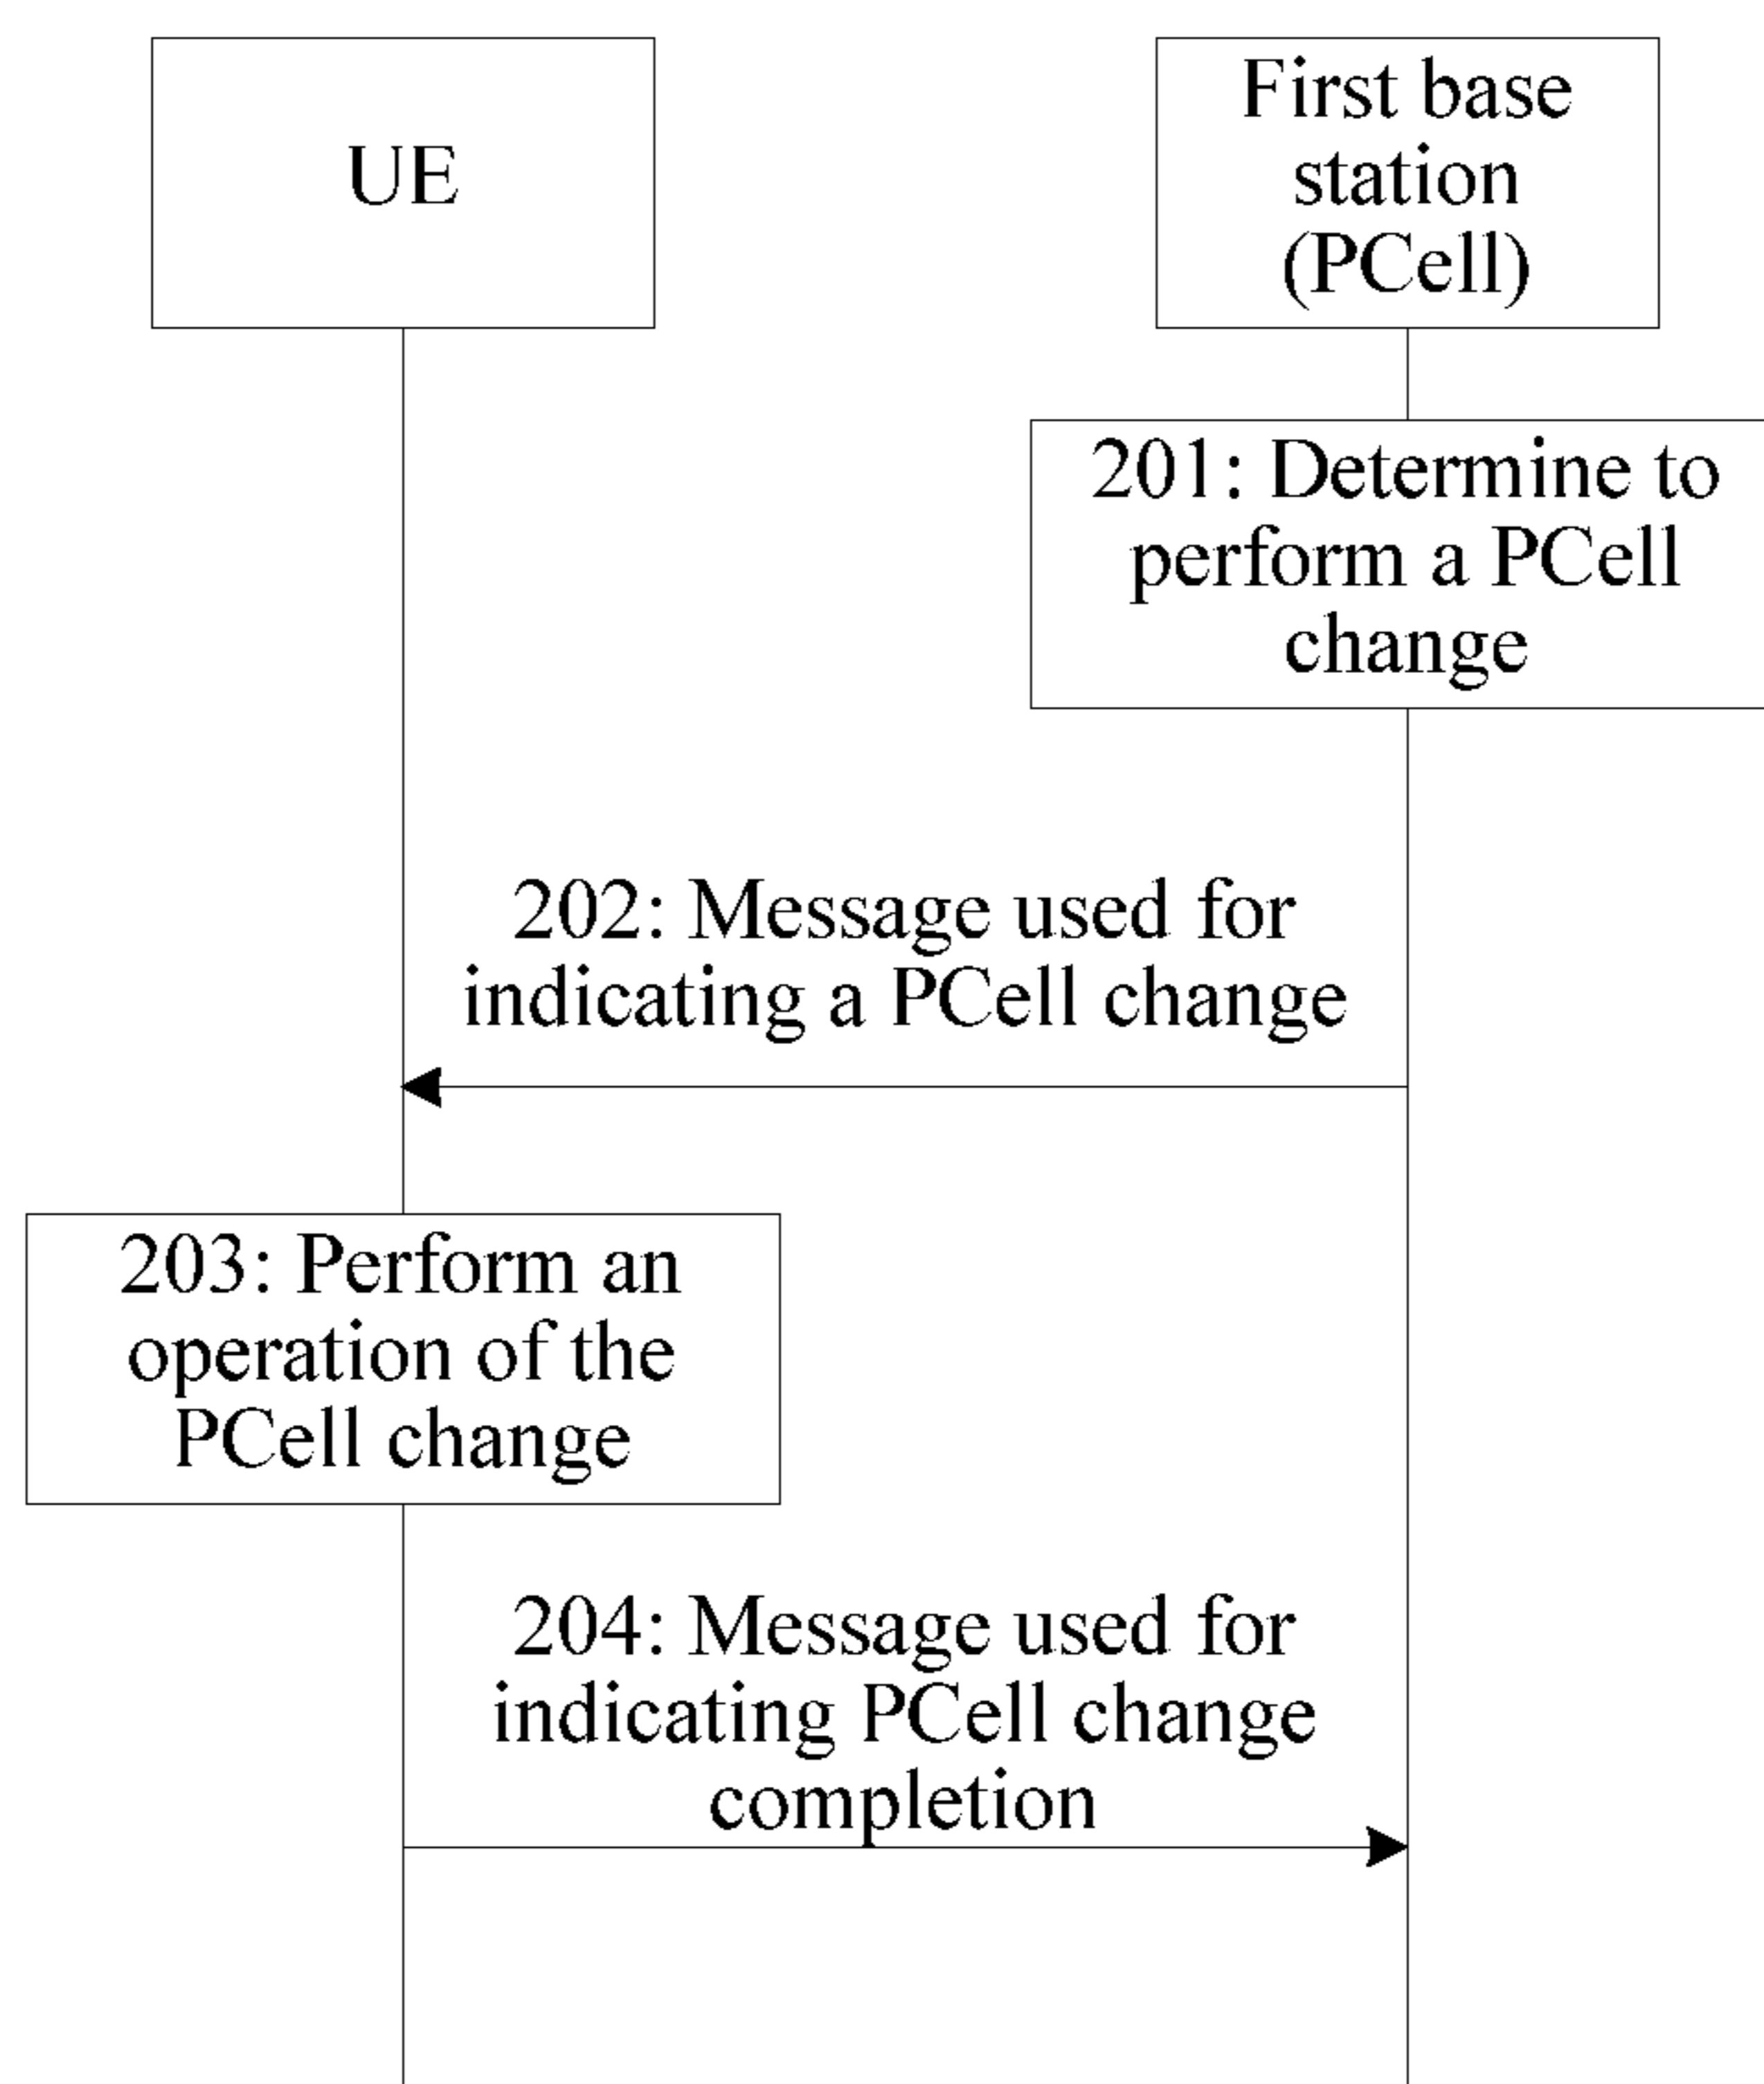 UE
First base
station
(PCell)
201: Determine to
perform a PCell
change
202: Message used for
indicating a PCell change
203: Perform an
operation of the
PCell change
204: Message used for
indicating PCell change
completion